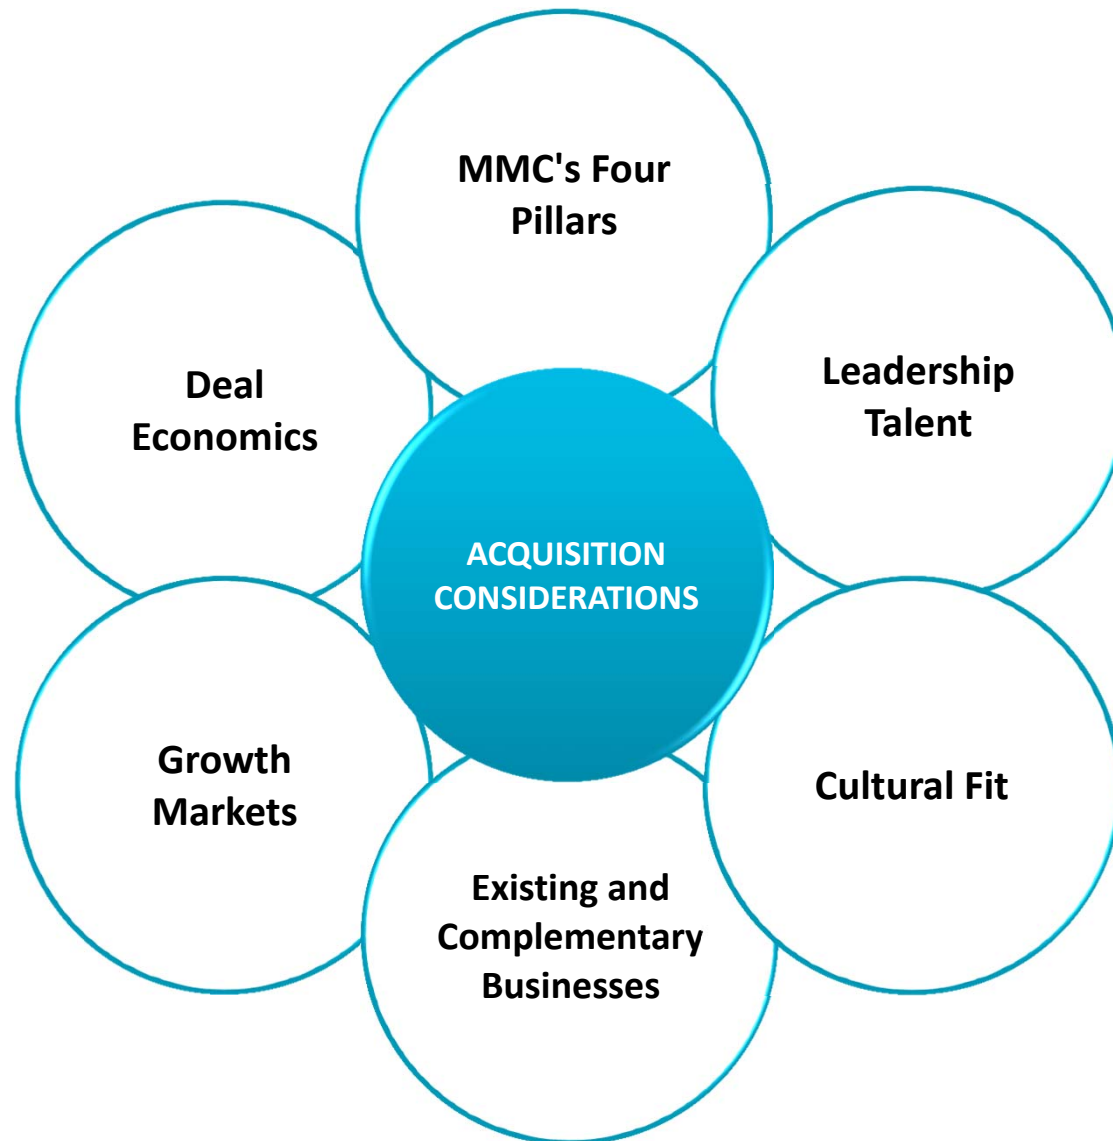 MMC's Four
Pillars
Leadership
Talent
Deal
Economics
ACQUISITION
CONSIDERATIONS
Growth
Markets
Cultural Fit
Existing and
Complementary
Businesses